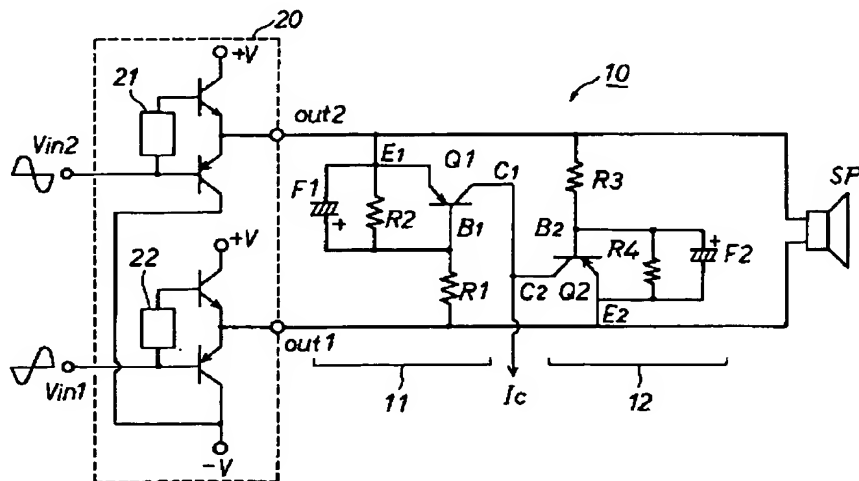 20
+V
21
out2
10
Vin2
E1
Q1
C1
SP
F1
+
R2
R3
B1
B2
R4
+
F2
+V
22
R1
C2
Q2
E2
out1
Vin1
11
Ic
12
-V